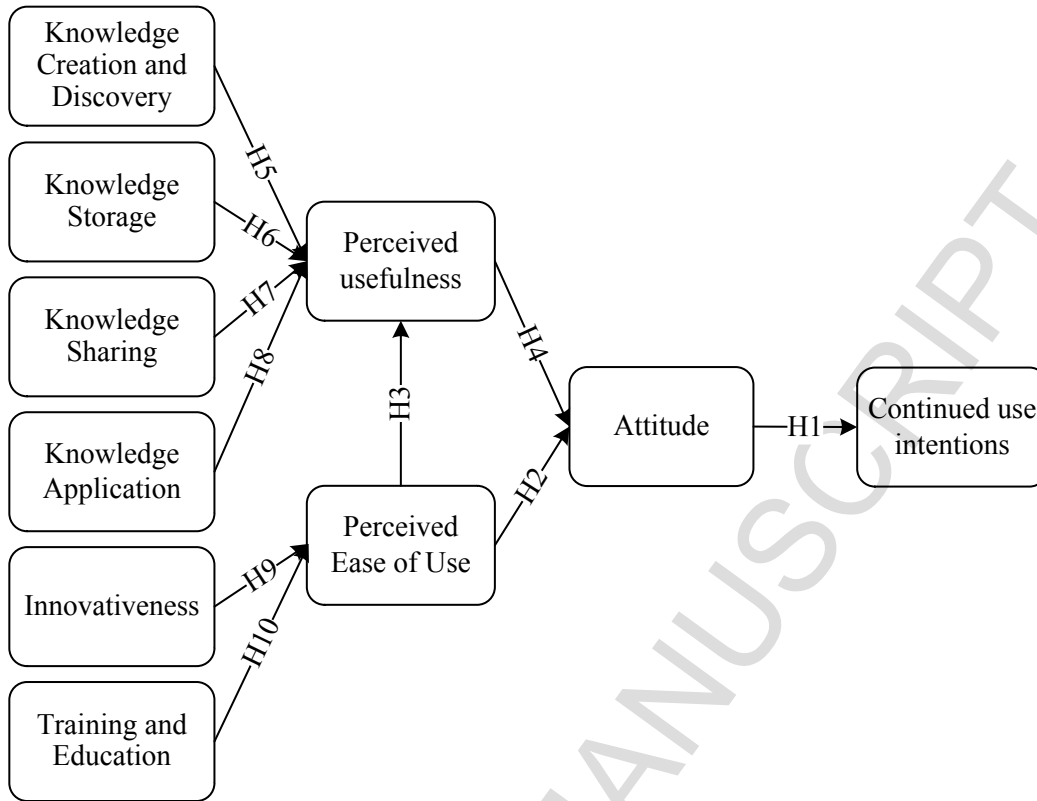 Knowledge
Creation and
Discovery
Knowledge
Storage
Knowledge
Sharing
Knowledge
Application
Innovativeness
Training and
Education
H5
H6
H7
H8
H9
H10
Perceived
usefulness
H3
Perceived
Ease of Use
H4
H2
Attitude
H1
Continued use
intentions
MANUSCRIPT